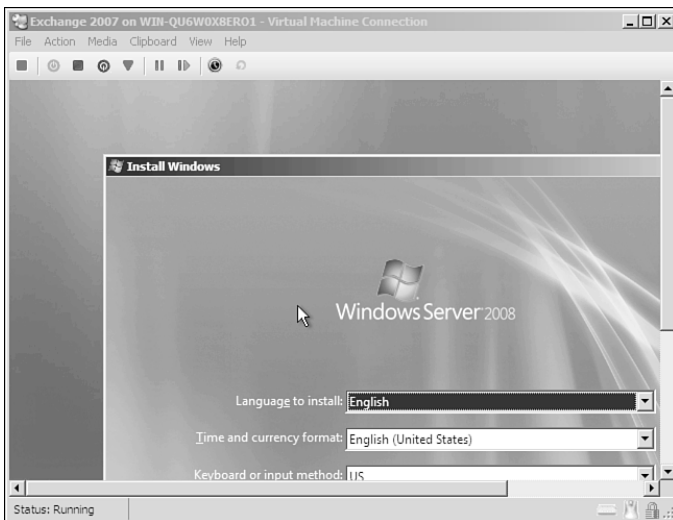 Exchange 2007 on WIN-QU6W0X8ERO1 - Virtual Machine Connection
File Action Media Clipboard View Help
Install Windows
Windows Server 2008
Language to install: English
Time and currency format: English (United States)
Keyboard or input method: US
Status: Running